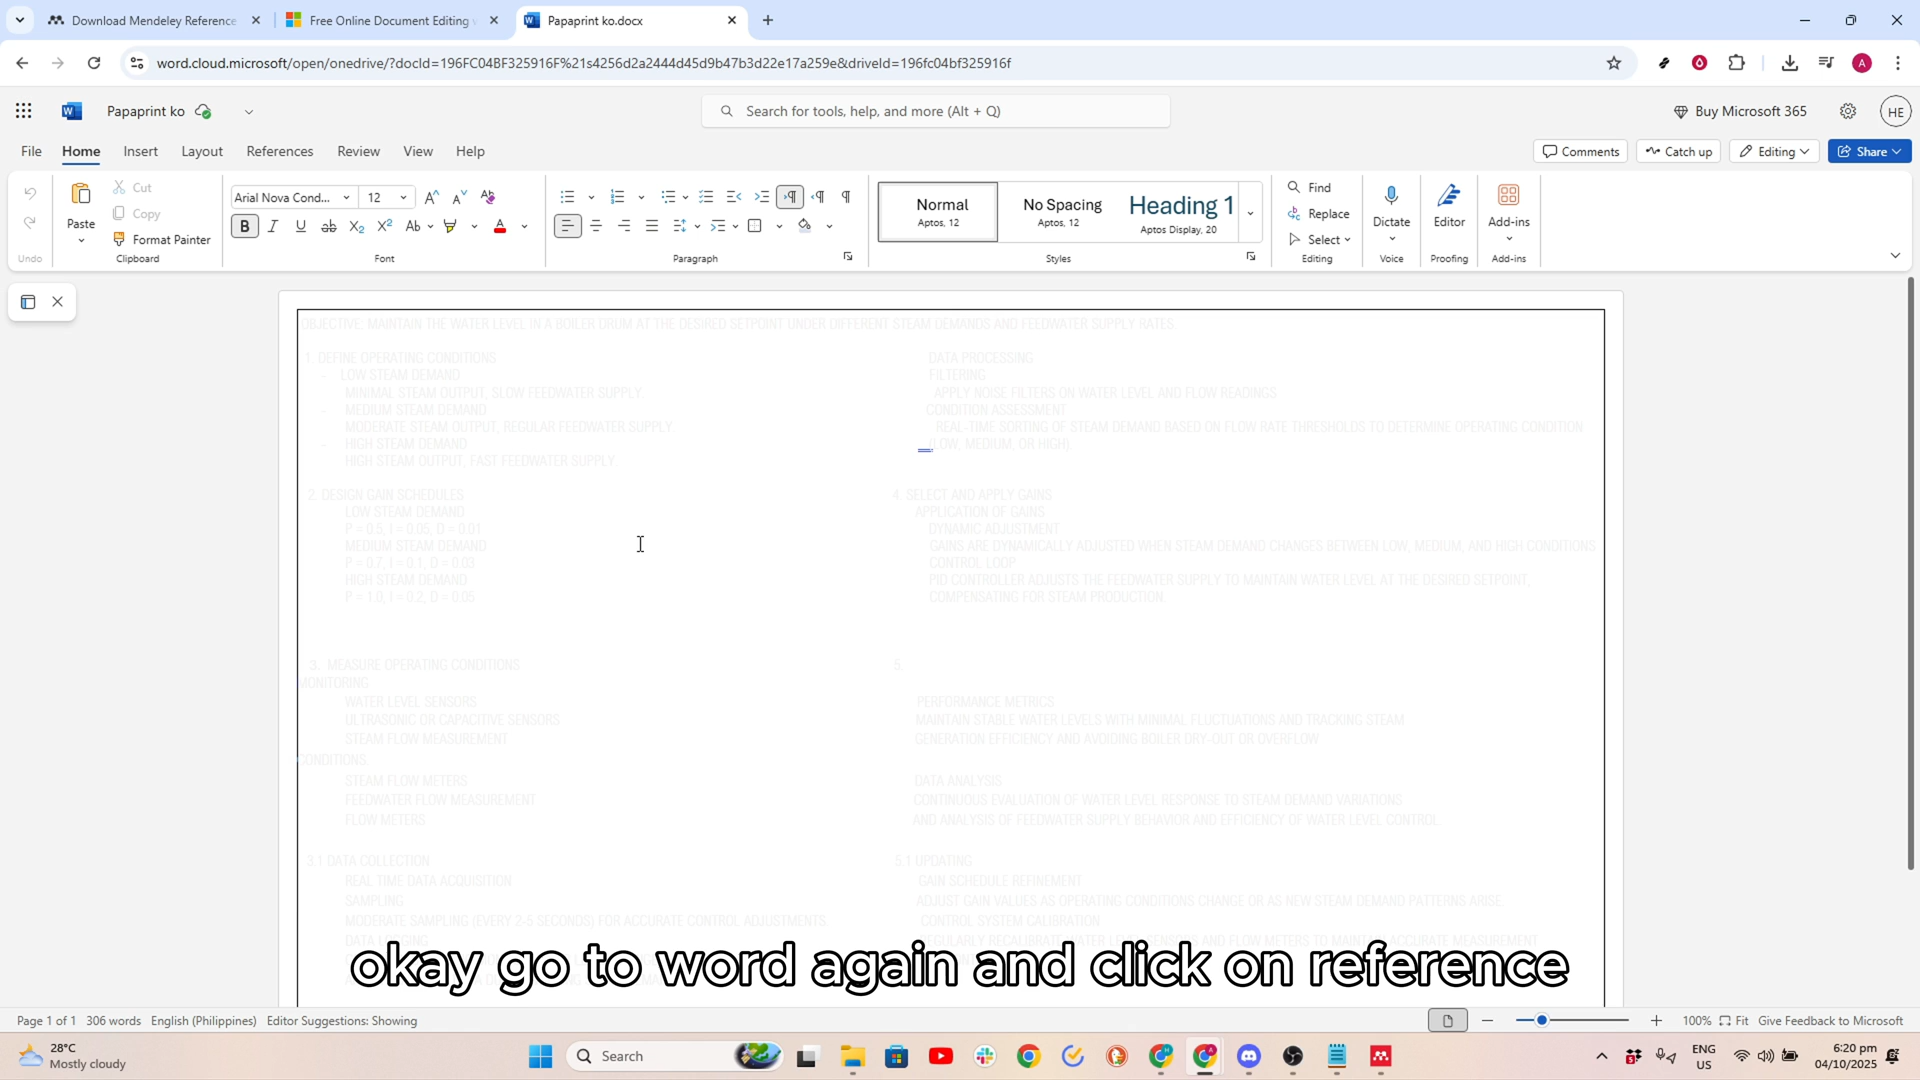 Download Mendeley Reference
Free Online Document Editing
Papaprint ko.docx
word.cloud.microsoft/open/onedrive/?docId=196FC04BF325916F%21s4256d2a2444d45d9b47b3d22e17a259e&driveId=196fc04bf325916f
A
Papaprint ko
Search for tools, help, and more (Alt + Q)
Buy Microsoft 365
HE
File Home Insert Layout References Review View Help
Comments Catch up Editing Share
Paste Cut Copy Format Painter
Arial Nova Cond... 12
Normal
Aptos, 12
No Spacing
Aptos, 12
Heading 1
Aptos Display, 20
Find
Replace
Select
Dictate Editor Add-ins
Undo Clipboard Font Paragraph Styles Editing Voice Proofing Add-ins
OBJECTIVE: MAINTAIN THE WATER LEVEL IN A BOILER DRUM AT THE DESIRED SETPOINT UNDER DIFFERENT STEAM DEMANDS AND FEEDWATER SUPPLY RATES
1. DEFINE OPERATING CONDITIONS
- LOW STEAM DEMAND
MINIMAL STEAM OUTPUT, SLOW FEEDWATER SUPPLY
- MEDIUM STEAM DEMAND
MODERATE STEAM OUTPUT, REGULAR FEEDWATER SUPPLY
- HIGH STEAM DEMAND
HIGH STEAM OUTPUT, FAST FEEDWATER SUPPLY.
DATA PROCESSING
FILTERING
APPLY NOISE FILTERS ON WATER LEVEL AND FLOW READINGS
CONDITION ASSESSMENT
REAL-TIME SORTING OF STEAM DEMAND BASED ON FLOW RATE THRESHOLDS TO DETERMINE OPERATING CONDITION
(LOW, MEDIUM, OR HIGH).
2. DESIGN GAIN SCHEDULES
LOW STEAM DEMAND
P = 0.5, I = 0.05, D = 0.01
MEDIUM STEAM DEMAND
P = 0.7, I = 0.1, D = 0.03
HIGH STEAM DEMAND
P = 1.0, I = 0.2, D = 0.05
4. SELECT AND APPLY GAINS
APPLICATION OF GAINS
DYNAMIC ADJUSTMENT
GAINS ARE DYNAMICALLY ADJUSTED WHEN STEAM DEMAND CHANGES BETWEEN LOW, MEDIUM, AND HIGH CONDITIONS
CONTROL LOOP
PID CONTROLLER ADJUSTS THE FEEDWATER SUPPLY TO MAINTAIN WATER LEVEL AT THE DESIRED SETPOINT,
COMPENSATING FOR STEAM PRODUCTION.
3. MEASURE OPERATING CONDITIONS
MONITORING
WATER LEVEL SENSORS
ULTRASONIC OR CAPACITIVE SENSORS
STEAM FLOW MEASUREMENT
CONDITIONS
STEAM FLOW METERS
FEEDWATER FLOW MEASUREMENT
FLOW METERS
5.
PERFORMANCE METRICS
MAINTAIN STABLE WATER LEVELS WITH MINIMAL FLUCTUATIONS AND TRACKING STEAM
GENERATION EFFICIENCY AND AVOIDING BOILER DRY-OUT OR OVERFLOW
DATA ANALYSIS
CONTINUOUS EVALUATION OF WATER LEVEL RESPONSE TO STEAM DEMAND VARIATIONS
AND ANALYSIS OF FEEDWATER SUPPLY BEHAVIOR AND EFFICIENCY OF WATER LEVEL CONTROL
3.1 DATA COLLECTION
REAL TIME DATA ACQUISITION
SAMPLING
MODERATE SAMPLING (EVERY 2-5 SECONDS) FOR ACCURATE CONTROL ADJUSTMENTS.
DATA LOGGING
5.1 UPDATING
GAIN SCHEDULE REFINEMENT
ADJUST GAIN VALUES AS OPERATING CONDITIONS CHANGE OR AS NEW STEAM DEMAND PATTERNS ARISE
CONTROL SYSTEM CALIBRATION
REGULARLY RECALIBRATE WATER LEVEL SENSORS AND FLOW METERS TO MAINTAIN ACCURATE MEASUREMENT
okay go to word again and click on reference
Page 1 of 1 306 words English (Philippines) Editor Suggestions: Showing
100% Fit Give Feedback to Microsoft
28°C
Mostly cloudy
Search
ENG
US
6:20 pm
04/10/2025